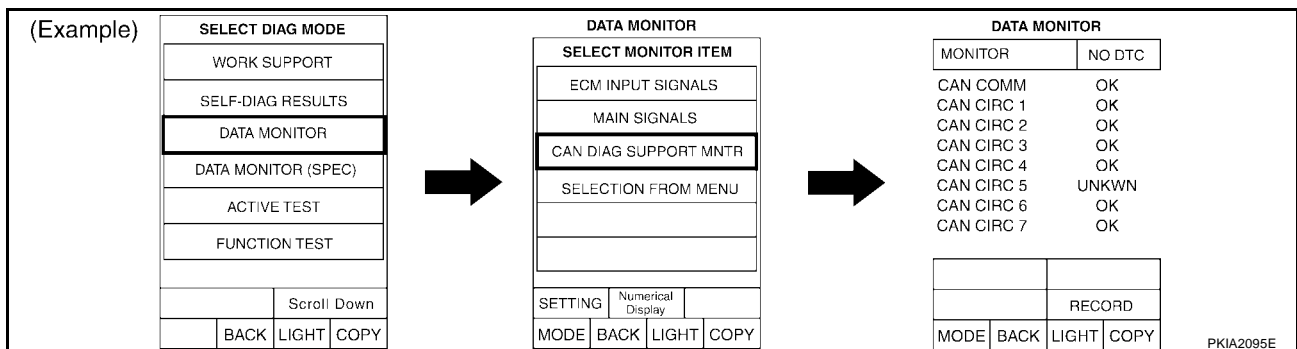 (Example)
SELECT DIAG MODE
WORK SUPPORT
SELF-DIAG RESULTS
DATA MONITOR
DATA MONITOR (SPEC)
ACTIVE TEST
FUNCTION TEST
Scroll Down
BACK LIGHT COPY
DATA MONITOR
SELECT MONITOR ITEM
ECM INPUT SIGNALS
MAIN SIGNALS
CAN DIAG SUPPORT MNTR
SELECTION FROM MENU
SETTING Numerical
Display
MODE BACK LIGHT COPY
DATA MONITOR
MONITOR NO DTC
CAN COMM OK
CAN CIRC 1 OK
CAN CIRC 2 OK
CAN CIRC 3 OK
CAN CIRC 4 OK
CAN CIRC 5 UNKWN
CAN CIRC 6 OK
CAN CIRC 7 OK
RECORD
MODE BACK LIGHT COPY
PKIA2095E